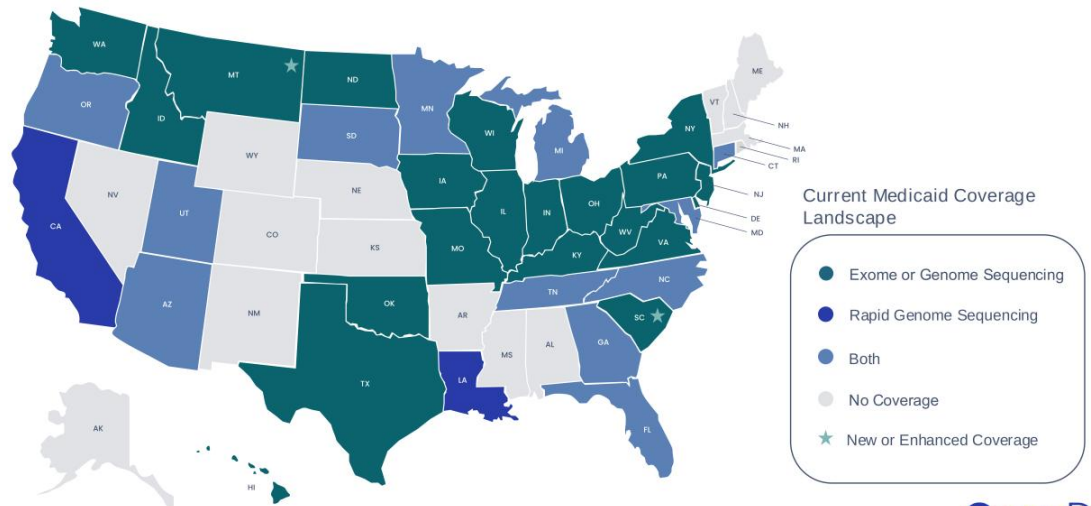 WA
MT
ND
MN
OR
ID
SD
WI
MI
WY
NV
UT
CO
NE
KS
IA
MO
IL
IN
OH
KY
WV
VA
PA
NY
VT
ME
NH
MA
RI
CT
NJ
DE
MD
CA
AZ
NM
OK
TX
AR
LA
MS
AL
TN
NC
SC
GA
FL
AK
HI
Current Medicaid Coverage
Landscape
Exome or Genome Sequencing
Rapid Genome Sequencing
Both
No Coverage
New or Enhanced Coverage